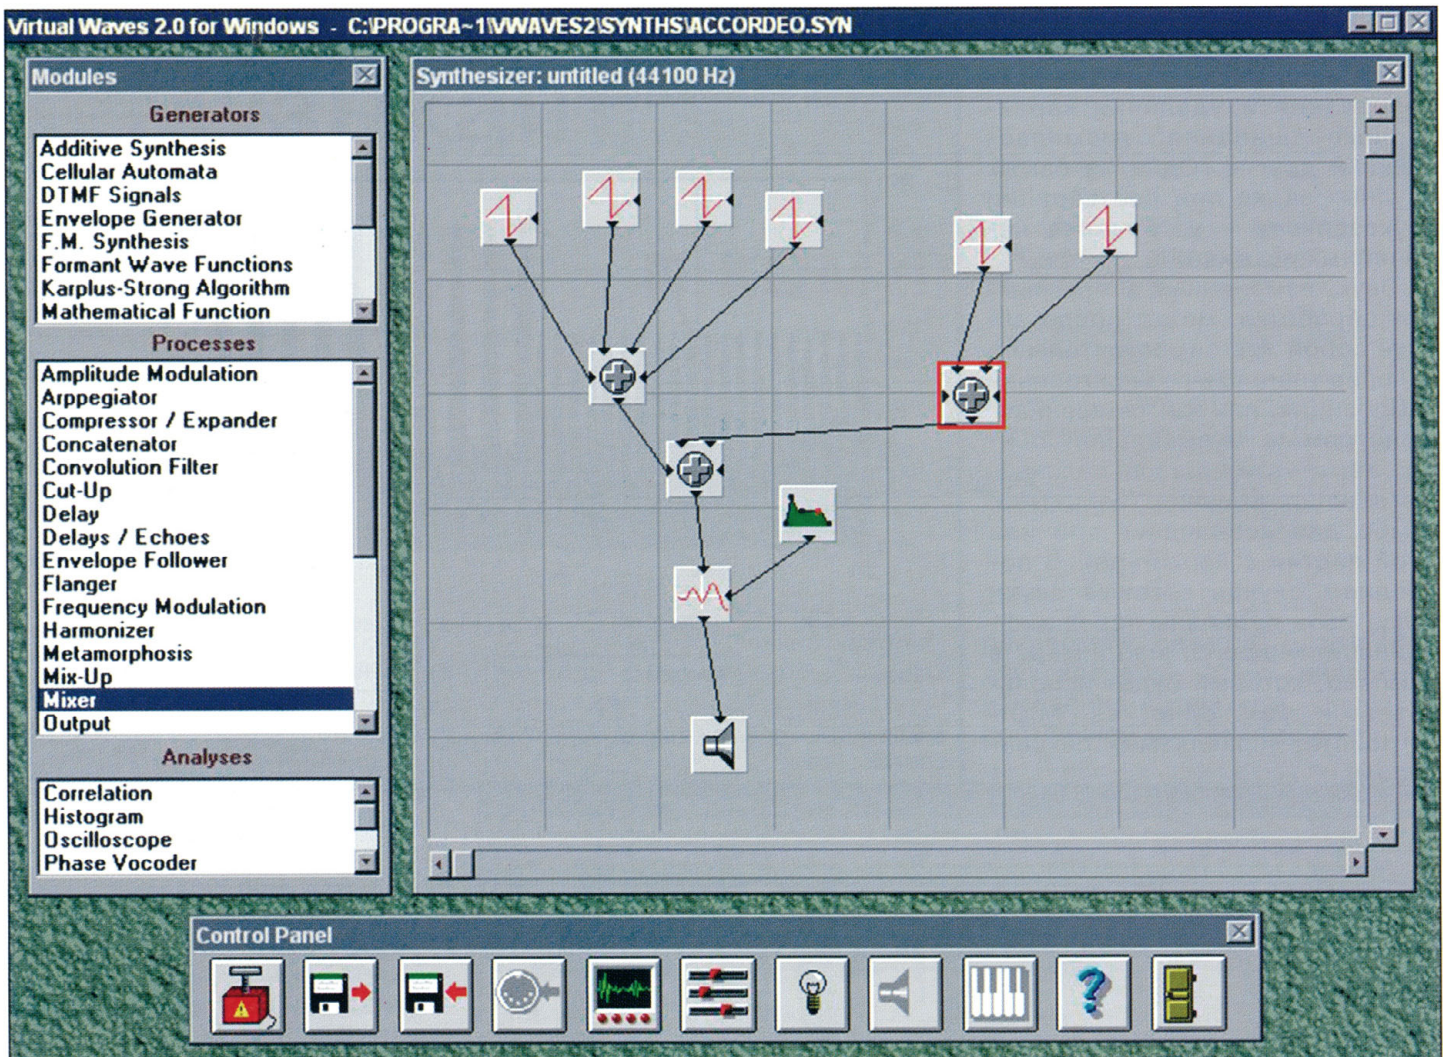 Virtual Waves 2.0 for Windows - C:\PROGRA~1\VWAVES2\SYNTHS\ACCORDEO.SYN
Modules
Generators
Additive Synthesis
Cellular Automata
DTMF Signals
Envelope Generator
F.M. Synthesis
Formant Wave Functions
Karplus-Strong Algorithm
Mathematical Function
Processes
Amplitude Modulation
Arppegiator
Compressor / Expander
Concatenator
Convolution Filter
Cut-Up
Delay
Delays / Echoes
Envelope Follower
Flanger
Frequency Modulation
Harmonizer
Metamorphosis
Mix-Up
Mixer
Output
Analyses
Correlation
Histogram
Oscilloscope
Phase Vocoder
Synthesizer: untitled (44100 Hz)
Control Panel